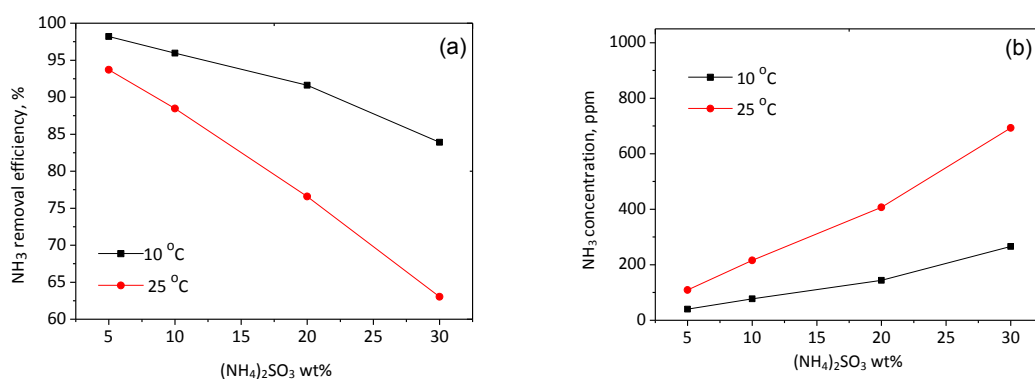 (a)
100
95
90
85
80
75
70
65
60
NH₃ removal efficiency, %
10 °C
25 °C
5 10 15 20 25 30
(NH₄)₂SO₃ wt%
(b)
1000
800
600
400
200
0
NH₃ concentration, ppm
10 °C
25 °C
5 10 15 20 25 30
(NH₄)₂SO₃ wt%